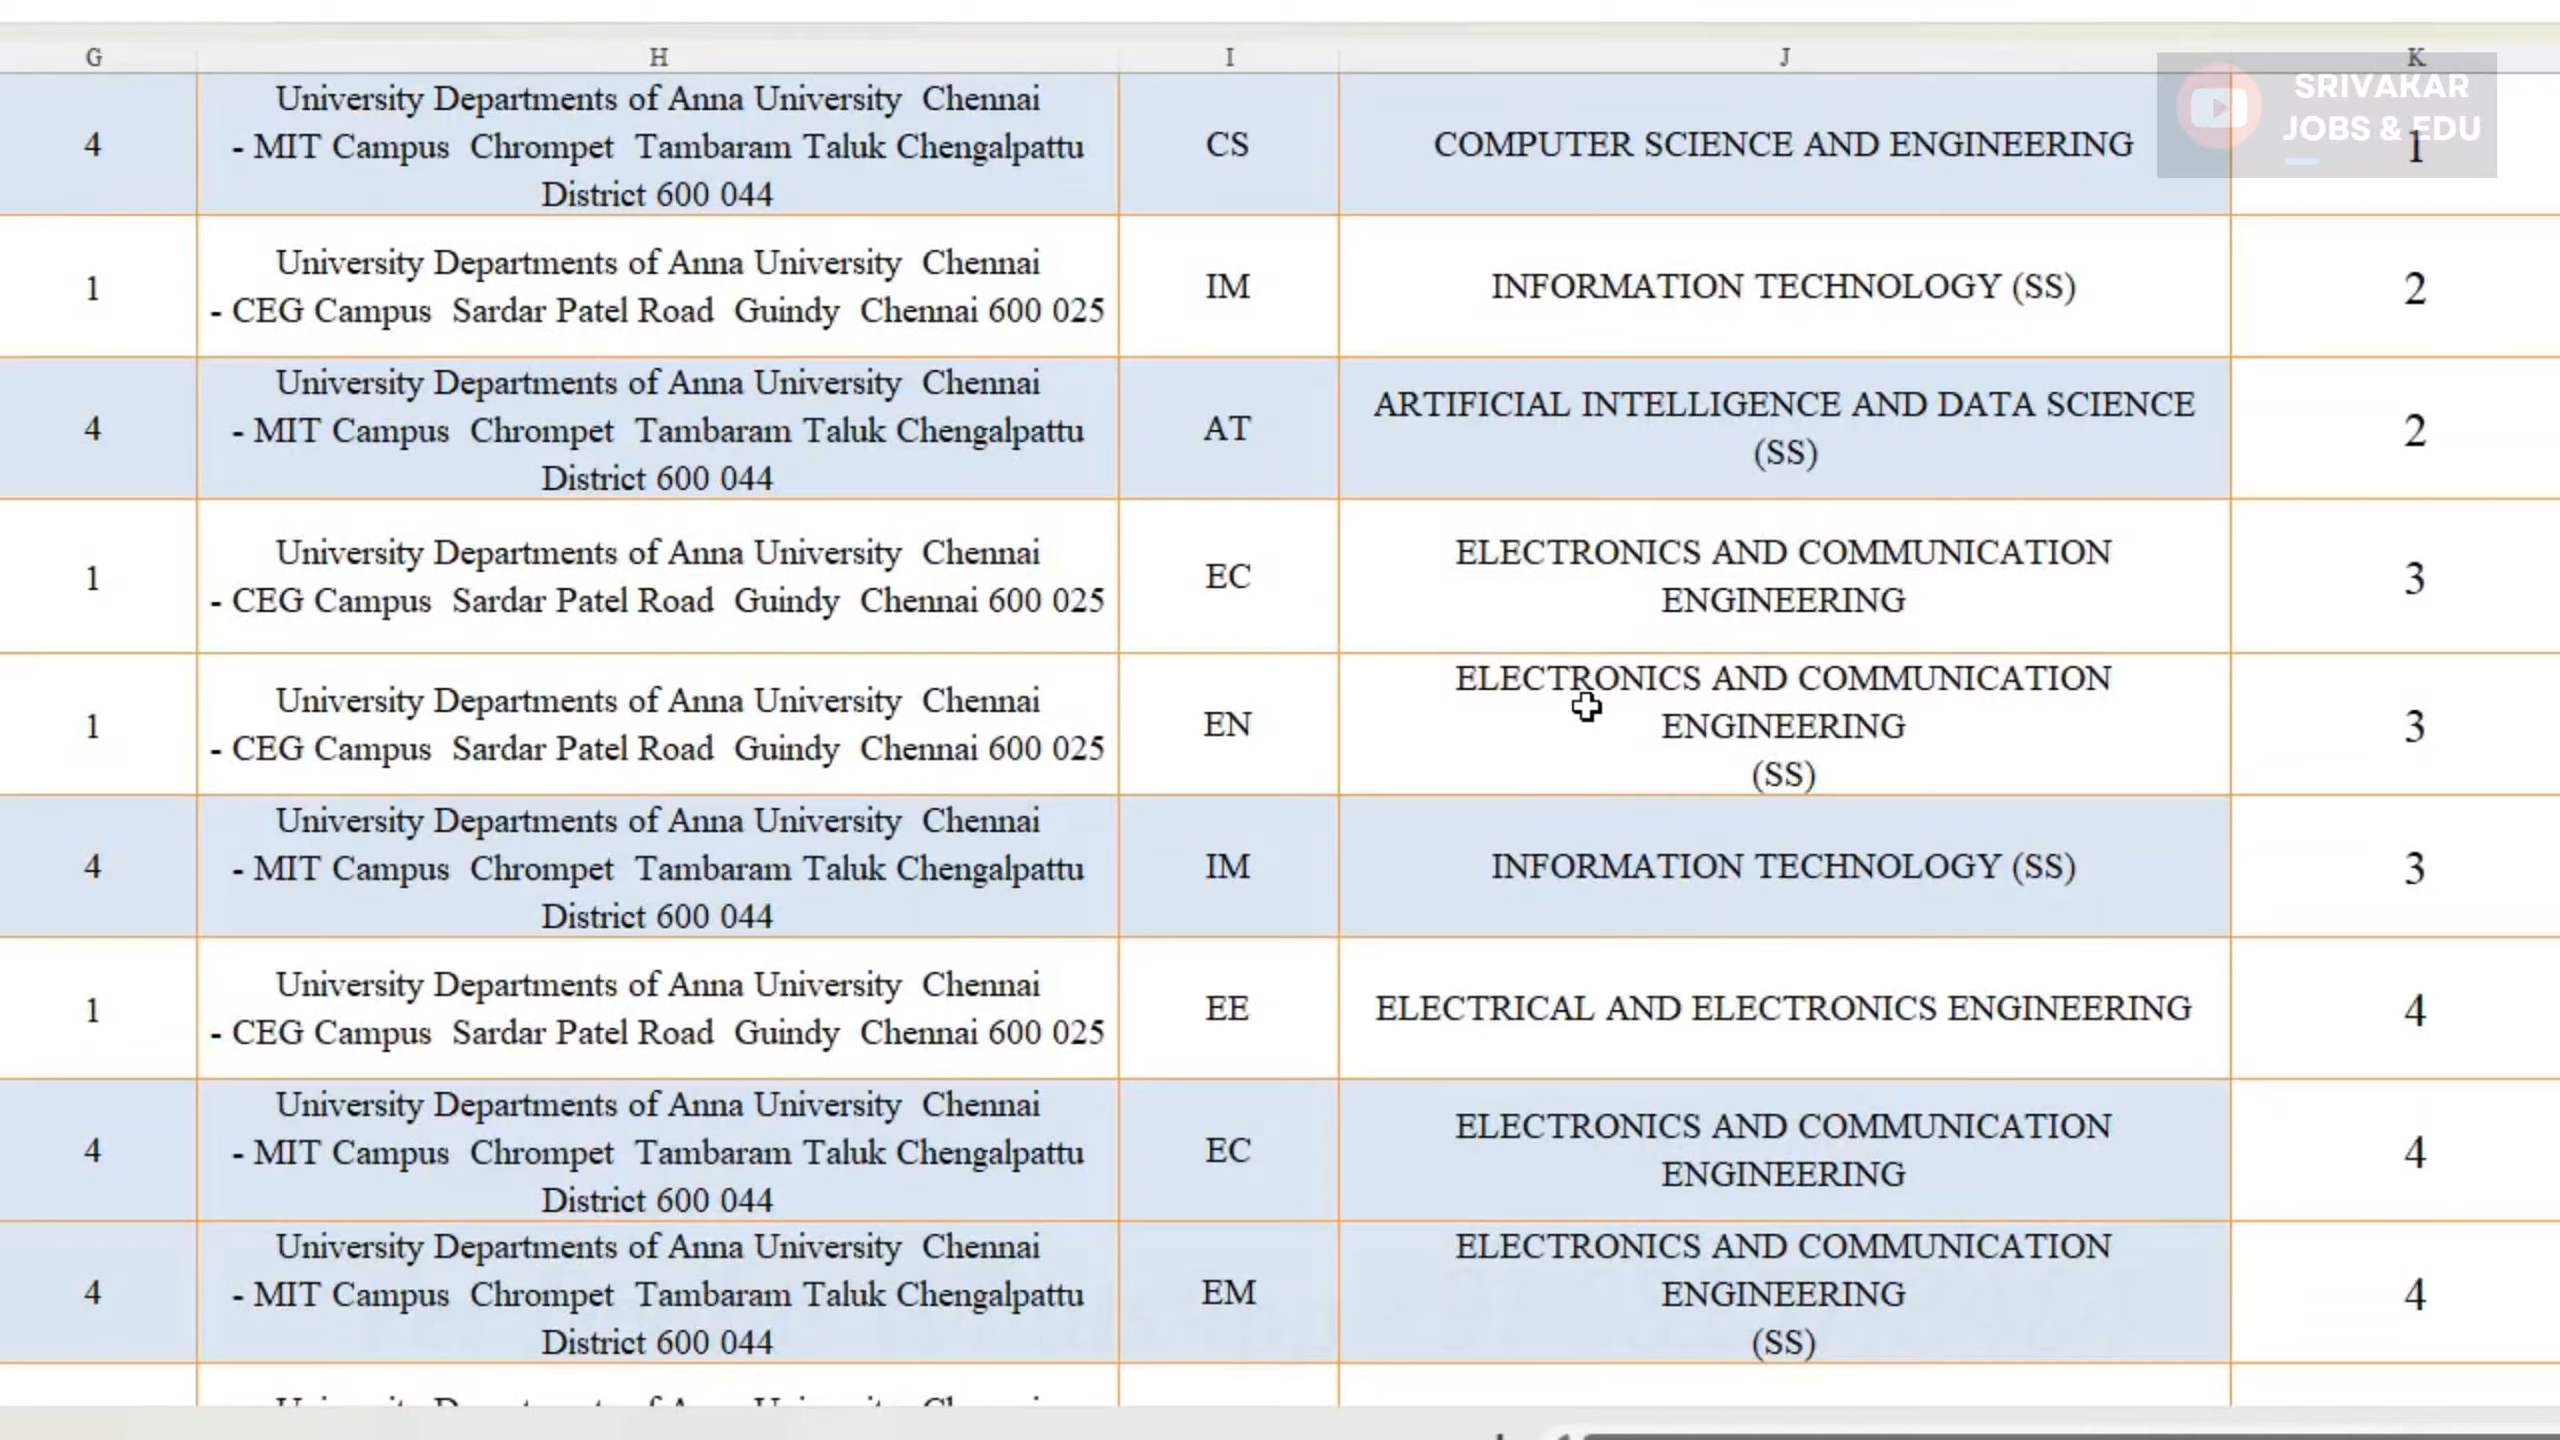 G H I J K
SRIVAKAR
JOBS & EDU
University Departments of Anna University Chennai
4 - MIT Campus Chrompet Tambaram Taluk Chengalpattu CS COMPUTER SCIENCE AND ENGINEERING 1
District 600 044
University Departments of Anna University Chennai
1 - CEG Campus Sardar Patel Road Guindy Chennai 600 025 IM INFORMATION TECHNOLOGY (SS) 2
University Departments of Anna University Chennai ARTIFICIAL INTELLIGENCE AND DATA SCIENCE
4 - MIT Campus Chrompet Tambaram Taluk Chengalpattu AT (SS) 2
District 600 044
University Departments of Anna University Chennai ELECTRONICS AND COMMUNICATION
1 - CEG Campus Sardar Patel Road Guindy Chennai 600 025 EC ENGINEERING 3
University Departments of Anna University Chennai ELECTRONICS AND COMMUNICATION
1 - CEG Campus Sardar Patel Road Guindy Chennai 600 025 EN ENGINEERING 3
(SS)
University Departments of Anna University Chennai
4 - MIT Campus Chrompet Tambaram Taluk Chengalpattu IM INFORMATION TECHNOLOGY (SS) 3
District 600 044
University Departments of Anna University Chennai
1 - CEG Campus Sardar Patel Road Guindy Chennai 600 025 EE ELECTRICAL AND ELECTRONICS ENGINEERING 4
University Departments of Anna University Chennai ELECTRONICS AND COMMUNICATION
4 - MIT Campus Chrompet Tambaram Taluk Chengalpattu EC ENGINEERING 4
District 600 044
University Departments of Anna University Chennai ELECTRONICS AND COMMUNICATION
4 - MIT Campus Chrompet Tambaram Taluk Chengalpattu EM ENGINEERING 4
District 600 044 (SS)